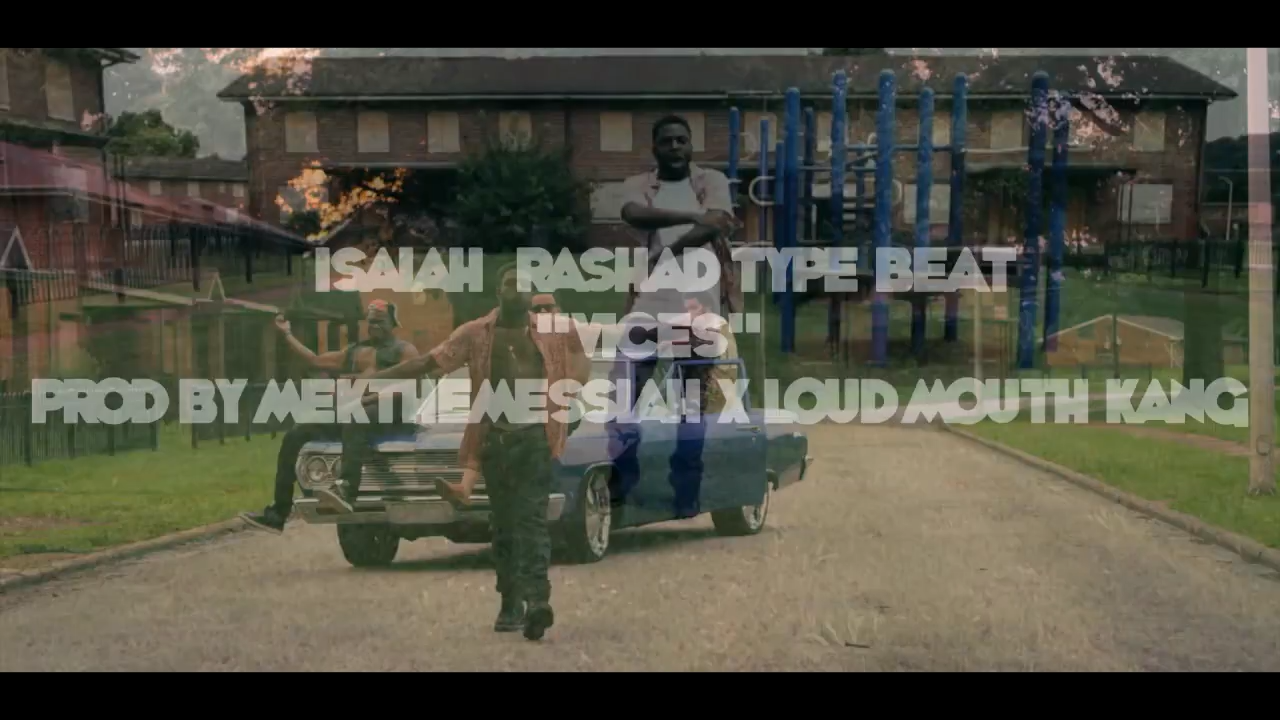 ISAIAH RASHAD TYPE BEAT
"VICES"
PROD BY MEKTHEMESSIAH X LOUD MOUTH KANG